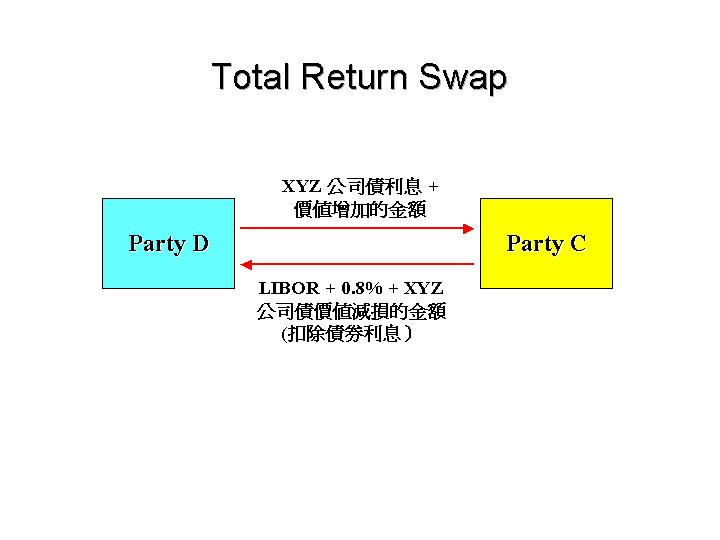 Total Return Swap
XYZ 公司債利息 +
價值增加的金額
Party D
Party C
LIBOR + 0.8% + XYZ
公司債價值減損的金額
(扣除債券利息）